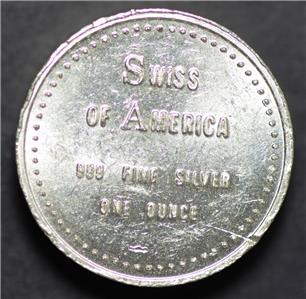 SWISS
OF AMERICA
999 FINE SILVER
ONE OUNCE